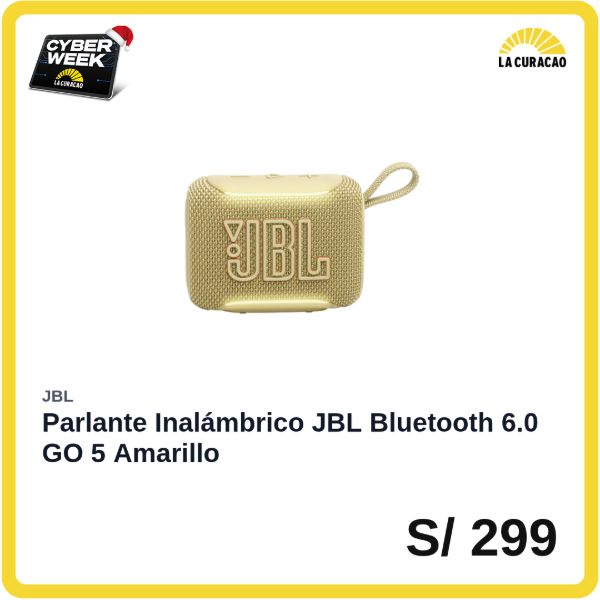 CYBER
WEEK
LA CURACAO
LA CURACAO
JBL
JBL
Parlante Inalámbrico JBL Bluetooth 6.0
GO 5 Amarillo
S/ 299